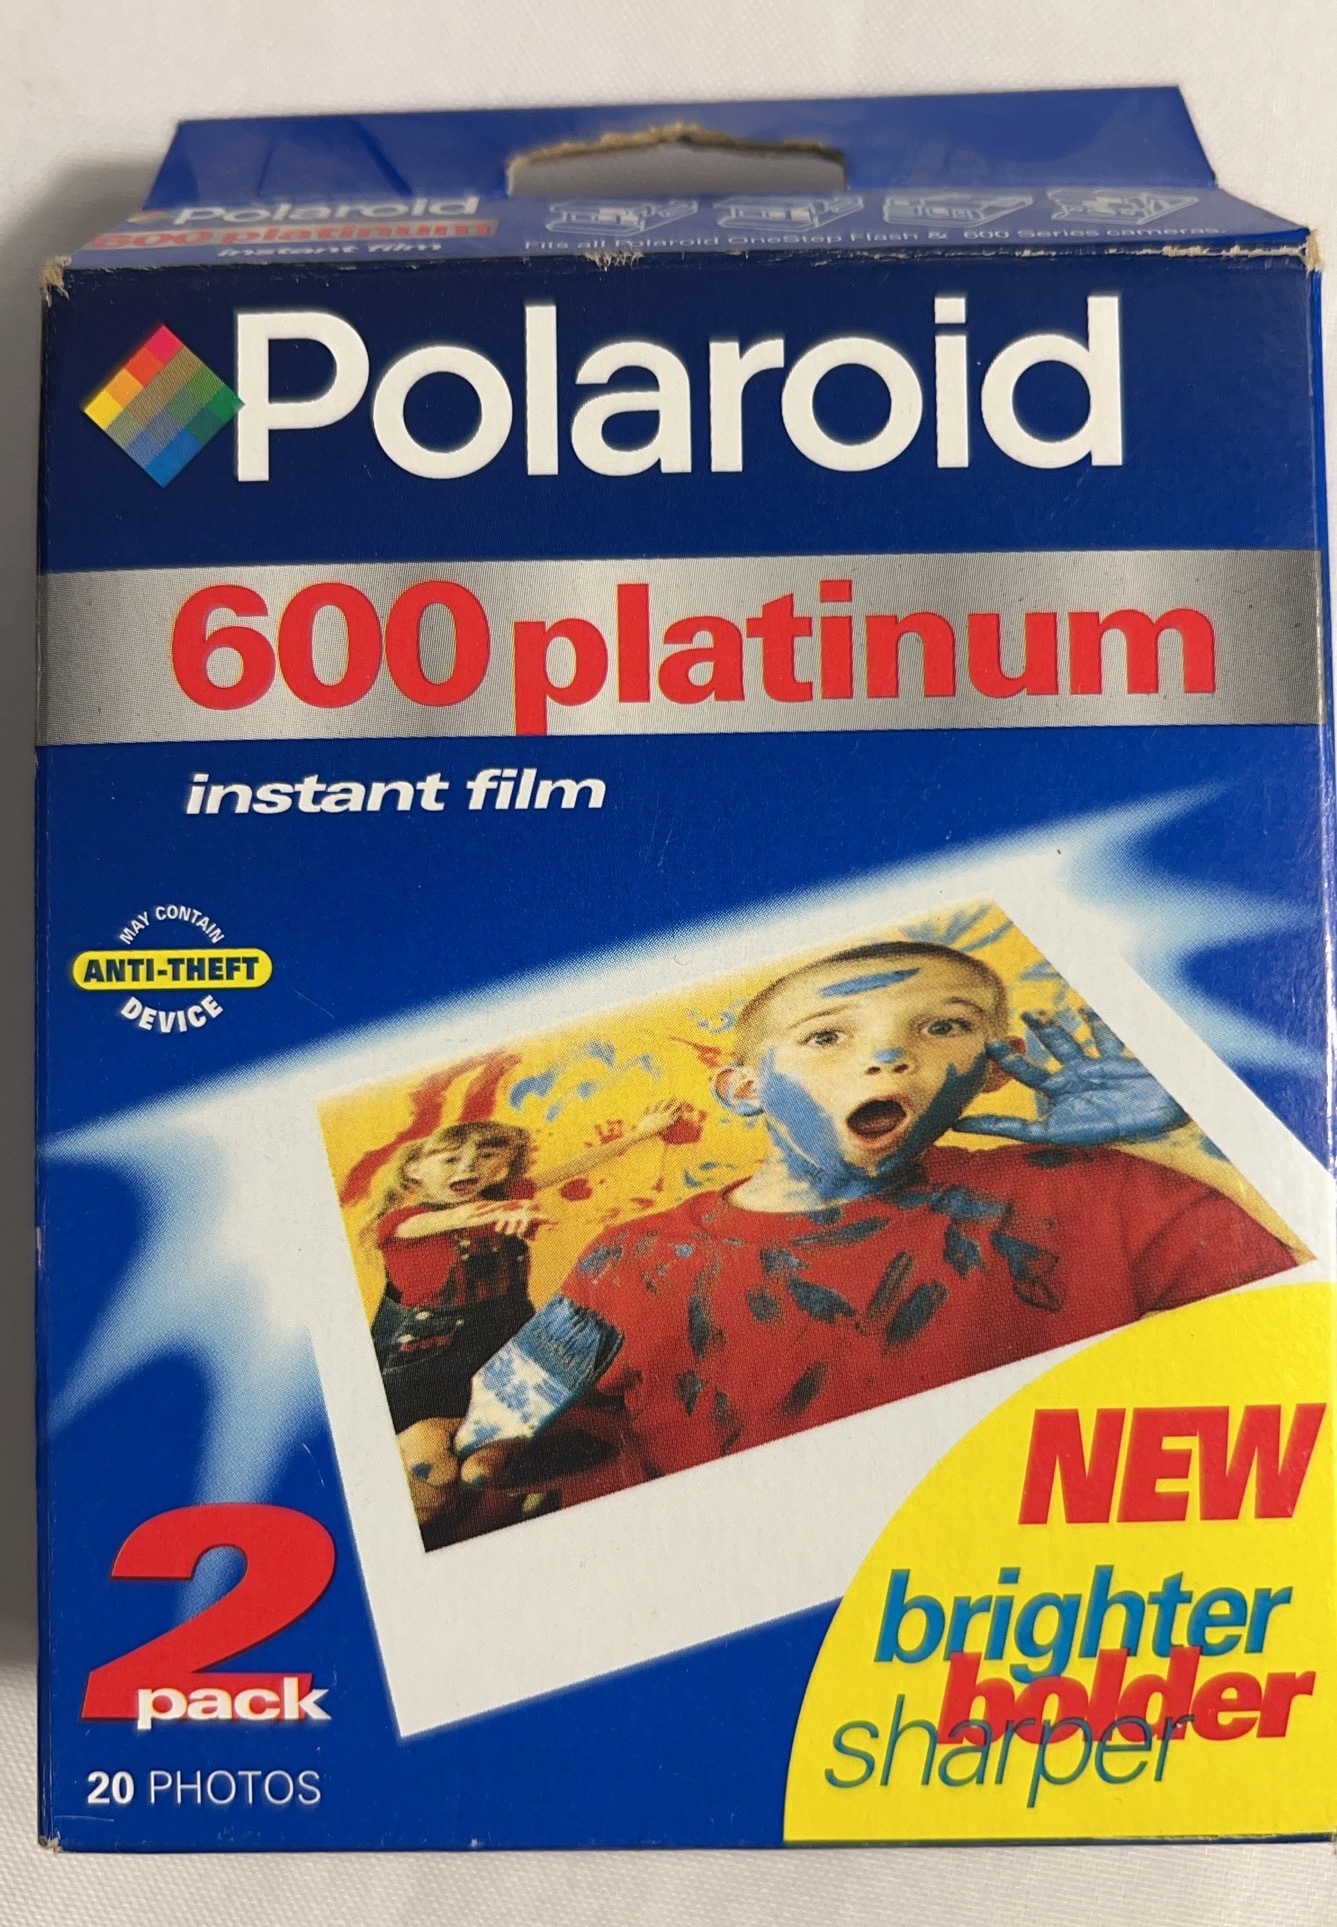 Polaroid
600 platinum
instant film
Fits all Polaroid OneStep Flash & 600 Series cameras.
Polaroid
600 platinum
instant film
MAY CONTAIN
ANTI-THEFT
DEVICE
NEW
brighter
bolder
sharper
2
pack
20 PHOTOS